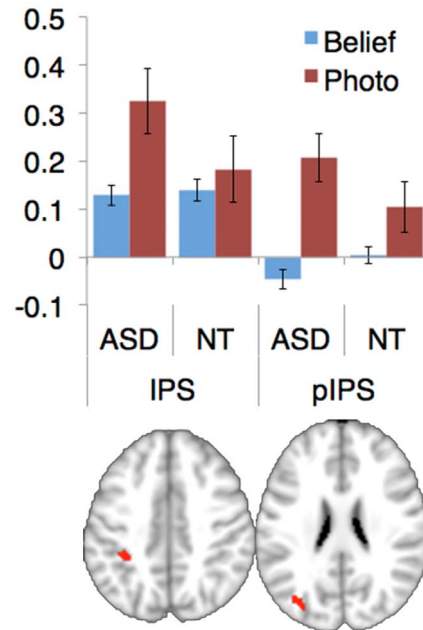 0.5
Belief
0.4
Photo
0.3
0.2
0.1
0
-0.1
ASD NT ASD NT
IPS pIPS